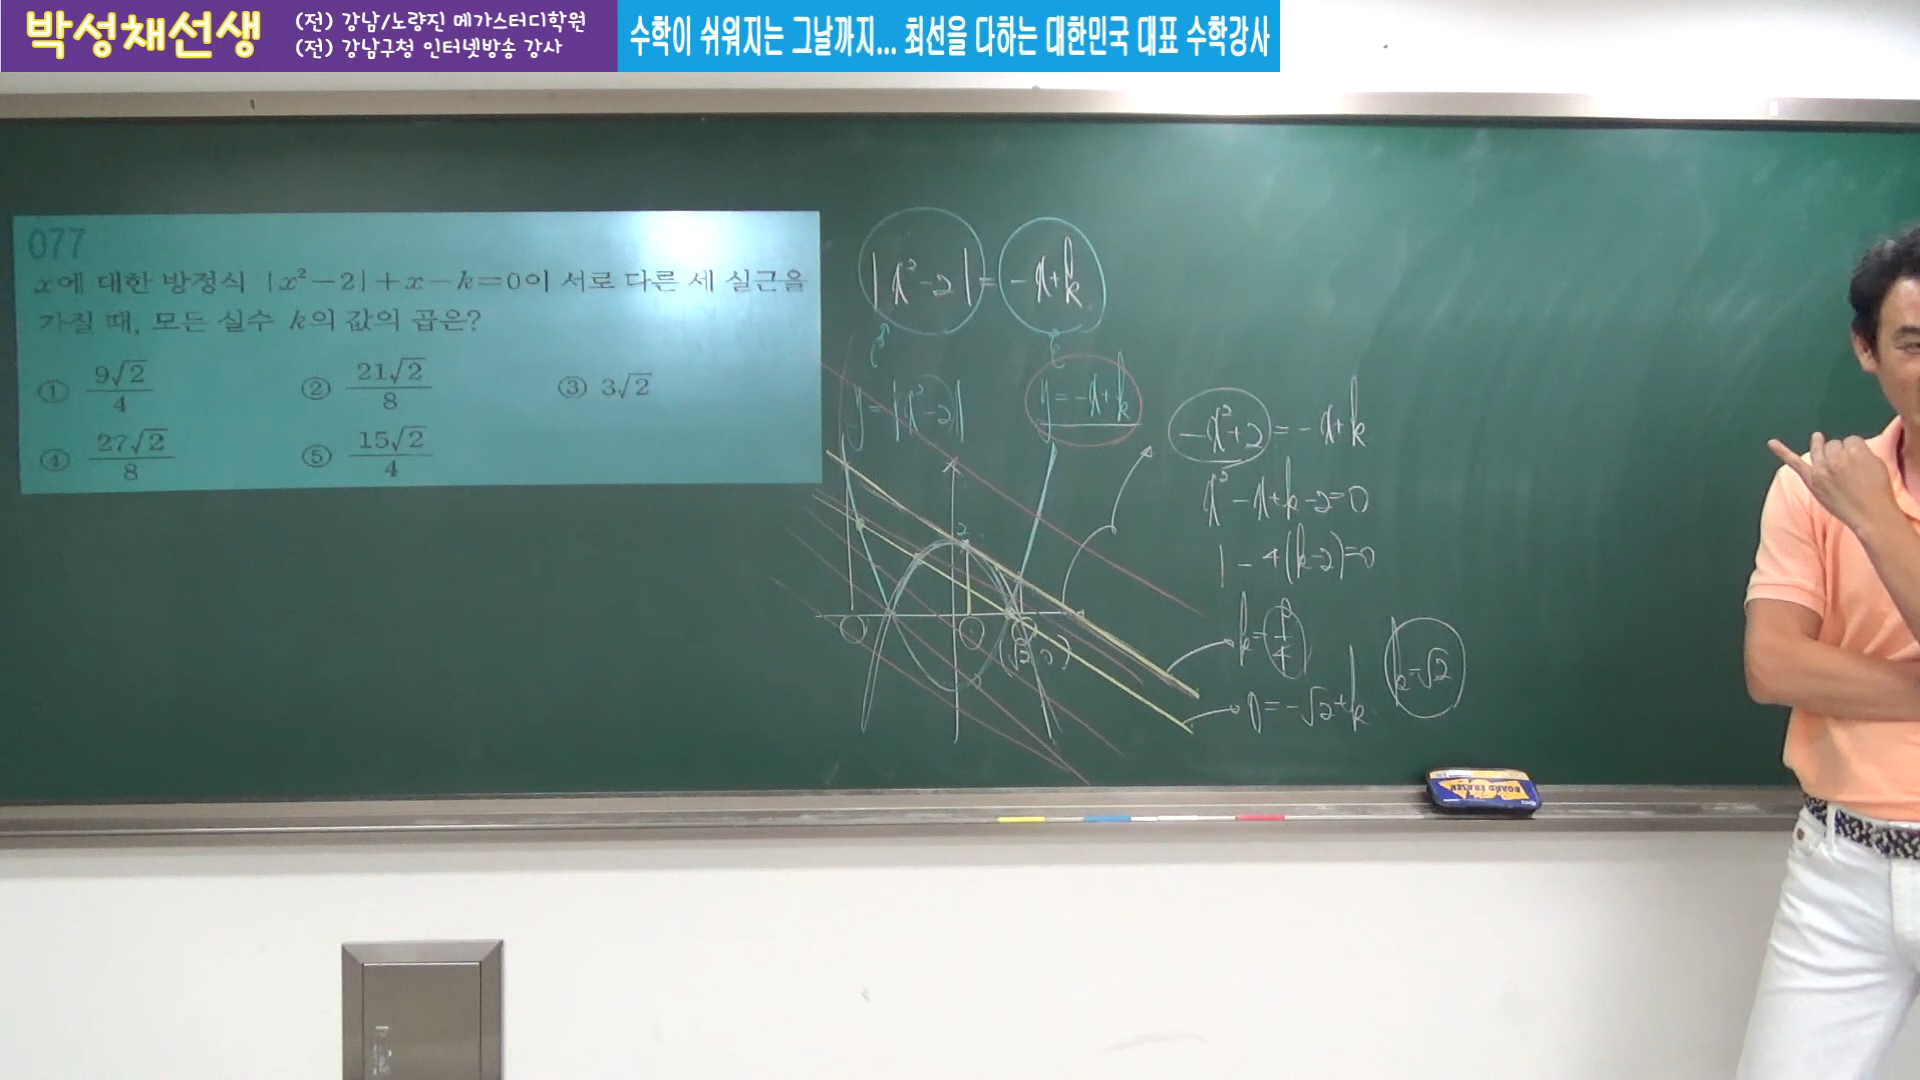 박성채선생
(전) 강남/노량진 메가스터디학원
(전) 강남구청 인터넷방송 강사
수학이 쉬워지는 그날까지... 최선을 다하는 대한민국 대표 수학강사
077
x에 대한 방정식 |x²-2|+x-k=0이 서로 다른 세 실근을
가질 때, 모든 실수 k의 값의 곱은?
① 9√2/4 ② 21√2/8 ③ 3√2
④ 27√2/8 ⑤ 15√2/4
|x²-2| = -x+k
y=|x²-2| y=-x+k
2
(√2, 0)
-x²+2 = -x+k
x²-x+k-2=0
1-4(k-2)=0
k=9/4
0=-√2+k k=√2
BOARD ERASER